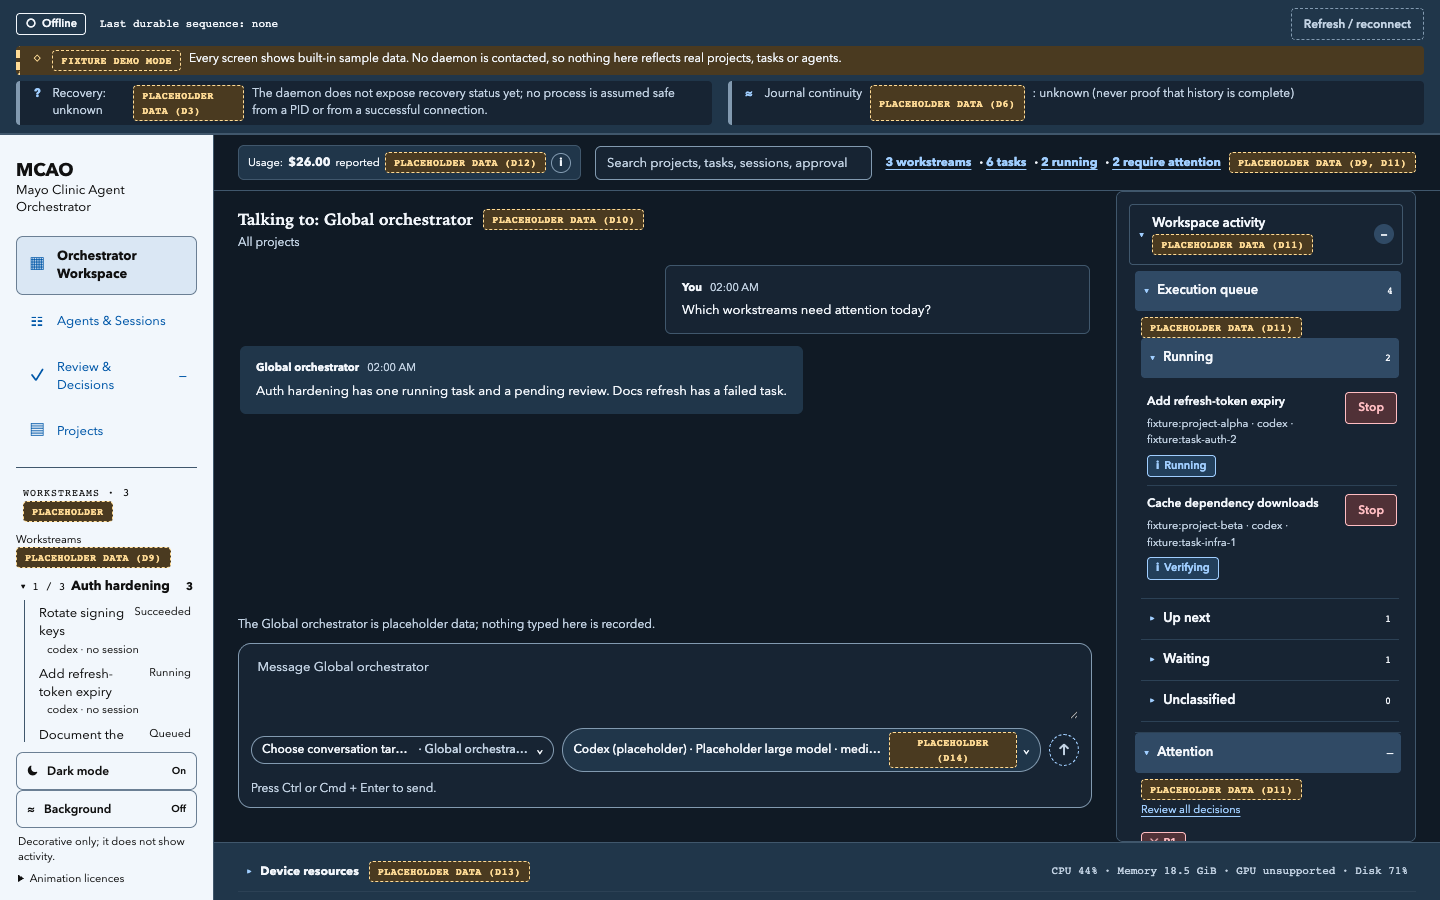 Offline
Last durable sequence: none
Refresh / reconnect
FIXTURE DEMO MODE Every screen shows built-in sample data. No daemon is contacted, so nothing here reflects real projects, tasks or agents.
? Recovery: unknown PLACEHOLDER DATA (D3) The daemon does not expose recovery status yet; no process is assumed safe from a PID or from a successful connection.
≈ Journal continuity PLACEHOLDER DATA (D6) : unknown (never proof that history is complete)
MCAO
Mayo Clinic Agent
Orchestrator
Orchestrator
Workspace
Agents & Sessions
Review &
Decisions –
Projects
WORKSTREAMS · 3
PLACEHOLDER
Workstreams
PLACEHOLDER DATA (D9)
1 / 3 Auth hardening 3
Rotate signing keys Succeeded
codex · no session
Add refresh-token expiry Running
codex · no session
Document the Queued
Dark mode On
≈ Background Off
Decorative only; it does not show
activity.
Animation licences
Usage: $26.00 reported PLACEHOLDER DATA (D12) i
Search projects, tasks, sessions, approval
3 workstreams · 6 tasks · 2 running · 2 require attention PLACEHOLDER DATA (D9, D11)
Talking to: Global orchestrator PLACEHOLDER DATA (D10)
All projects
You 02:00 AM
Which workstreams need attention today?
Global orchestrator 02:00 AM
Auth hardening has one running task and a pending review. Docs refresh has a failed task.
The Global orchestrator is placeholder data; nothing typed here is recorded.
Message Global orchestrator
Choose conversation tar... · Global orchestra...
Codex (placeholder) · Placeholder large model · medi... PLACEHOLDER (D14)
Press Ctrl or Cmd + Enter to send.
Workspace activity
PLACEHOLDER DATA (D11)
–
Execution queue 4
PLACEHOLDER DATA (D11)
Running 2
Add refresh-token expiry Stop
fixture:project-alpha · codex ·
fixture:task-auth-2
i Running
Cache dependency downloads Stop
fixture:project-beta · codex ·
fixture:task-infra-1
i Verifying
Up next 1
Waiting 1
Unclassified 0
Attention –
PLACEHOLDER DATA (D11)
Review all decisions
Device resources PLACEHOLDER DATA (D13)
CPU 44% · Memory 18.5 GiB · GPU unsupported · Disk 71%